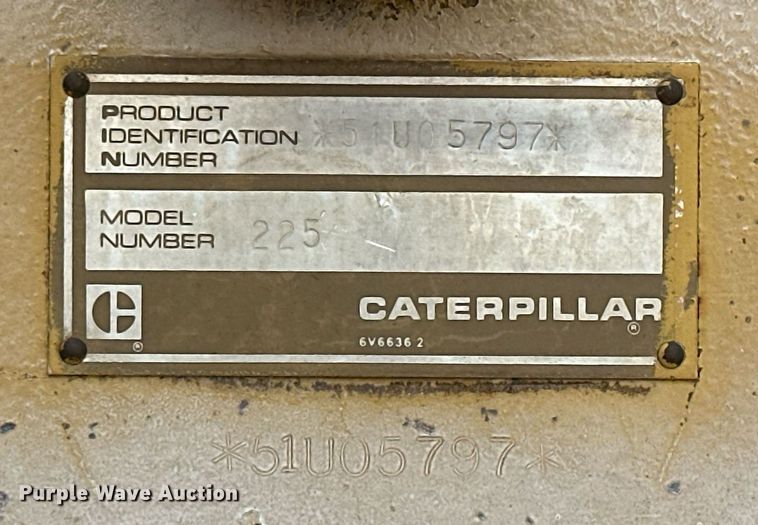 PRODUCT
IDENTIFICATION *51U05797*
NUMBER
MODEL
NUMBER 225
C
®
CATERPILLAR
®
6V6636 2
*51U05797*
Purple Wave Auction